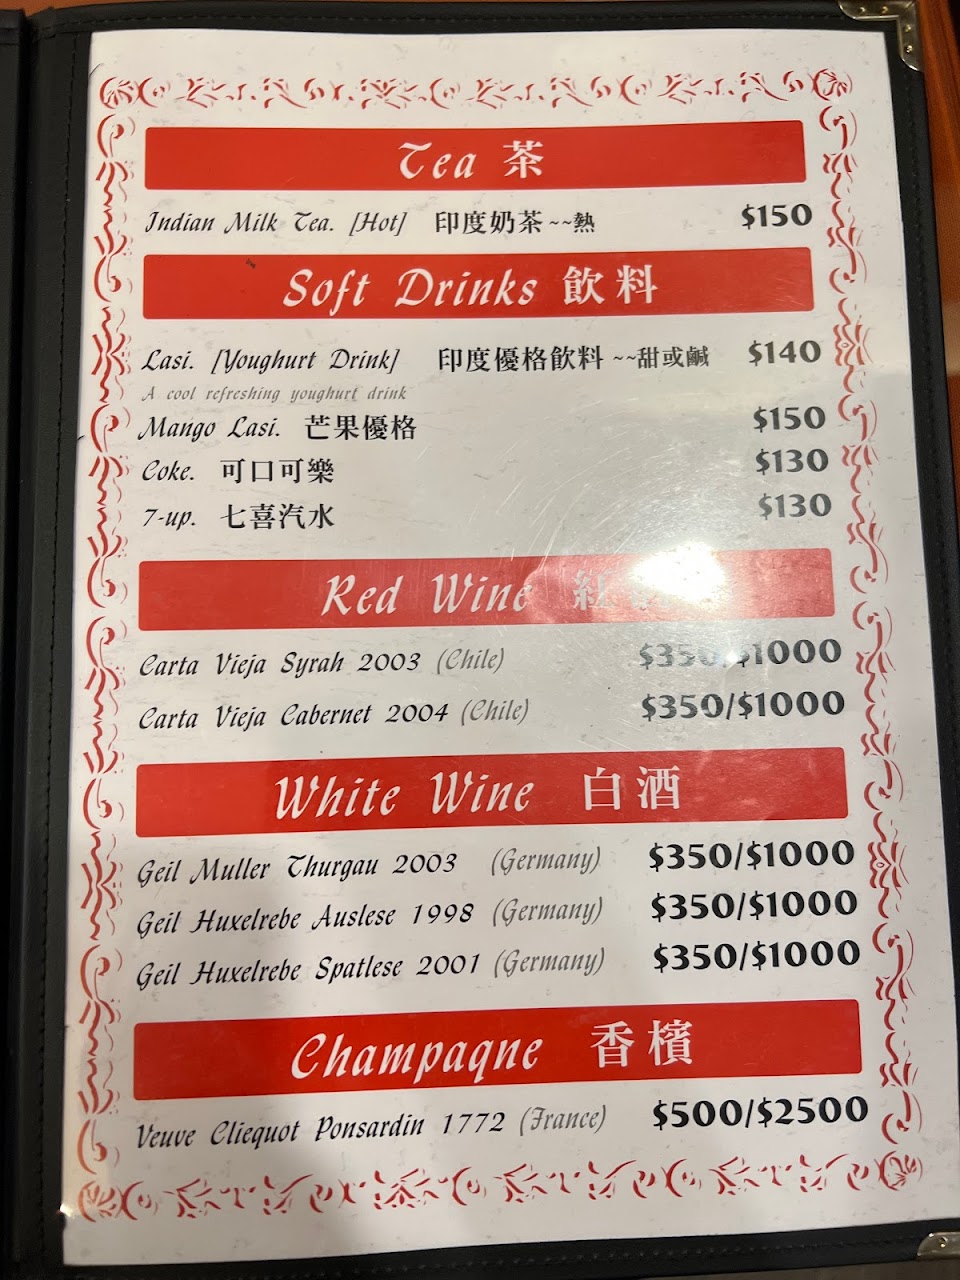 Tea 茶
Indian Milk Tea. [Hot] 印度奶茶~~熱 $150
Soft Drinks 飲料
Lasi. [Youghurt Drink] 印度優格飲料 ~~甜或鹹 $140
A cool refreshing youghurt drink
Mango Lasi. 芒果優格 $150
Coke. 可口可樂 $130
7-up. 七喜汽水 $130
Red Wine 紅
Carta Vieja Syrah 2003 (Chile) $350/$1000
Carta Vieja Cabernet 2004 (Chile) $350/$1000
White Wine 白酒
Geil Muller Thurgau 2003 (Germany) $350/$1000
Geil Huxelrebe Auslese 1998 (Germany) $350/$1000
Geil Huxelrebe Spatlese 2001 (Germany) $350/$1000
Champaqne 香檳
Veuve Cliequot Ponsardin 1772 (France) $500/$2500